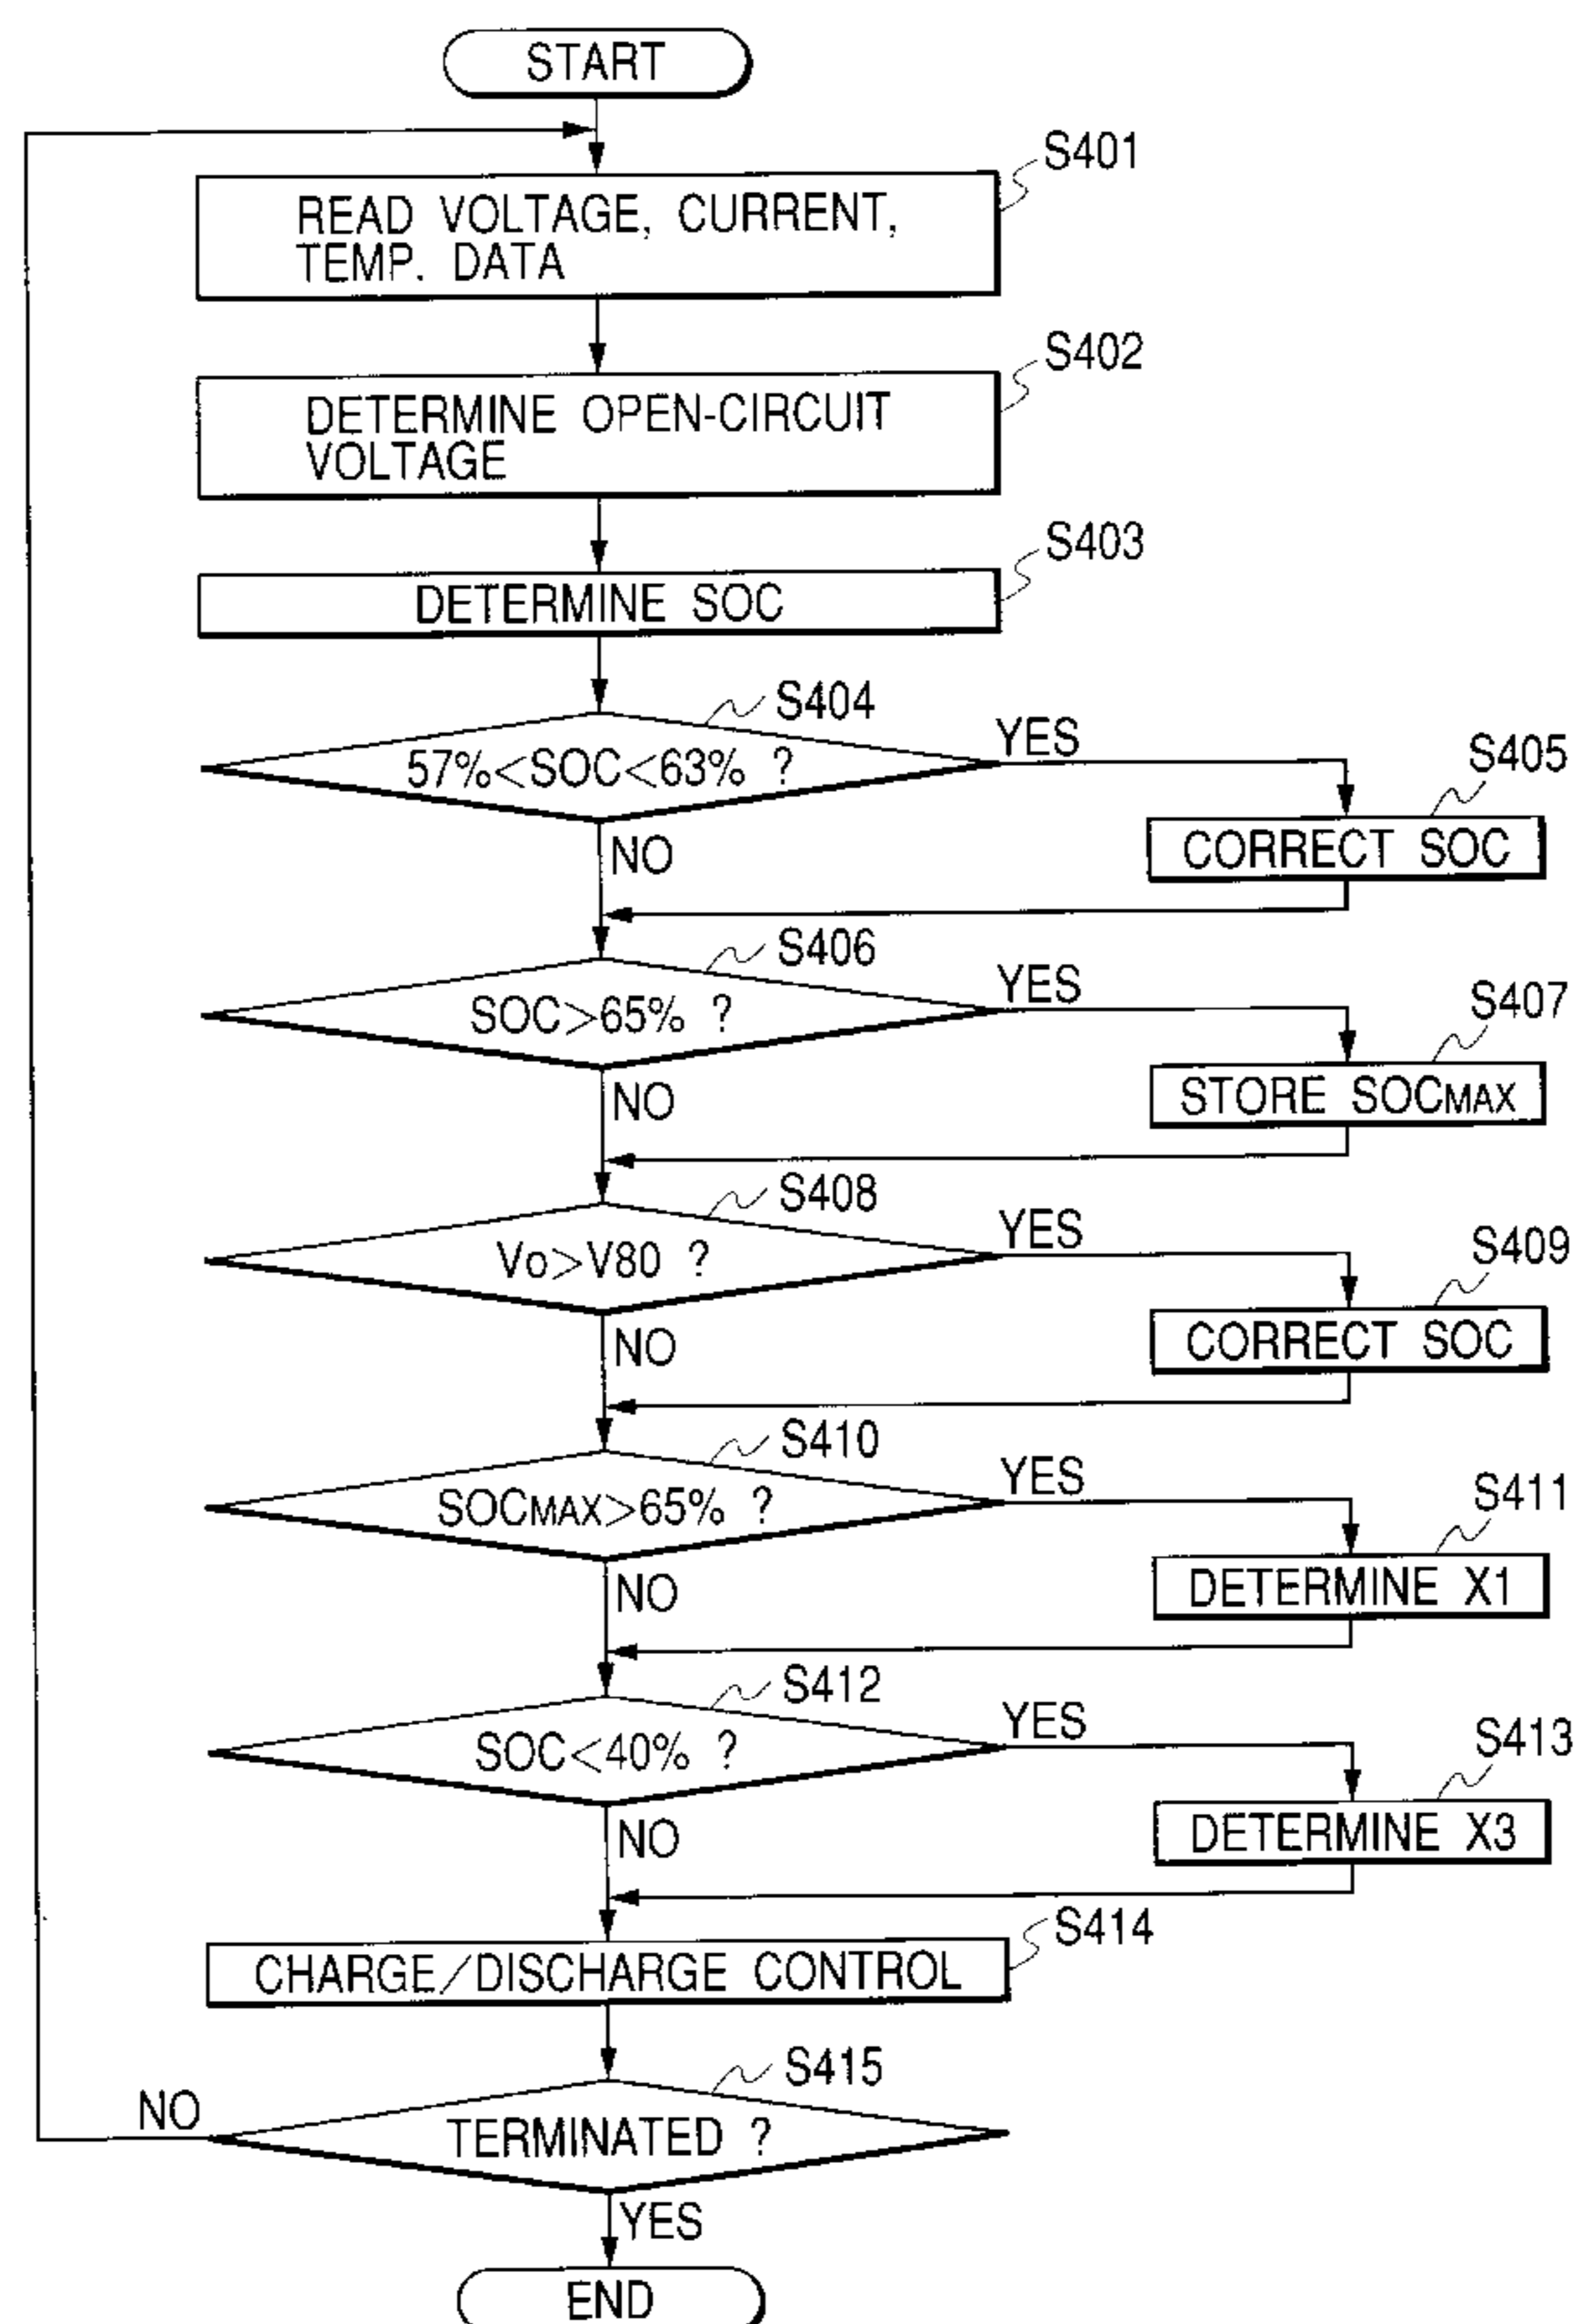 START
S401
READ VOLTAGE, CURRENT,
TEMP. DATA
S402
DETERMINE OPEN-CIRCUIT
VOLTAGE
S403
DETERMINE SOC
S404
57%<SOC<63% ?
YES
S405
CORRECT SOC
NO
S406
SOC>65% ?
YES
S407
STORE SOCMAX
NO
S408
Vo>V80 ?
YES
S409
CORRECT SOC
NO
S410
SOCMAX>65% ?
YES
S411
DETERMINE X1
NO
S412
SOC<40% ?
YES
S413
DETERMINE X3
NO
S414
CHARGE/DISCHARGE CONTROL
S415
NO
TERMINATED ?
YES
END